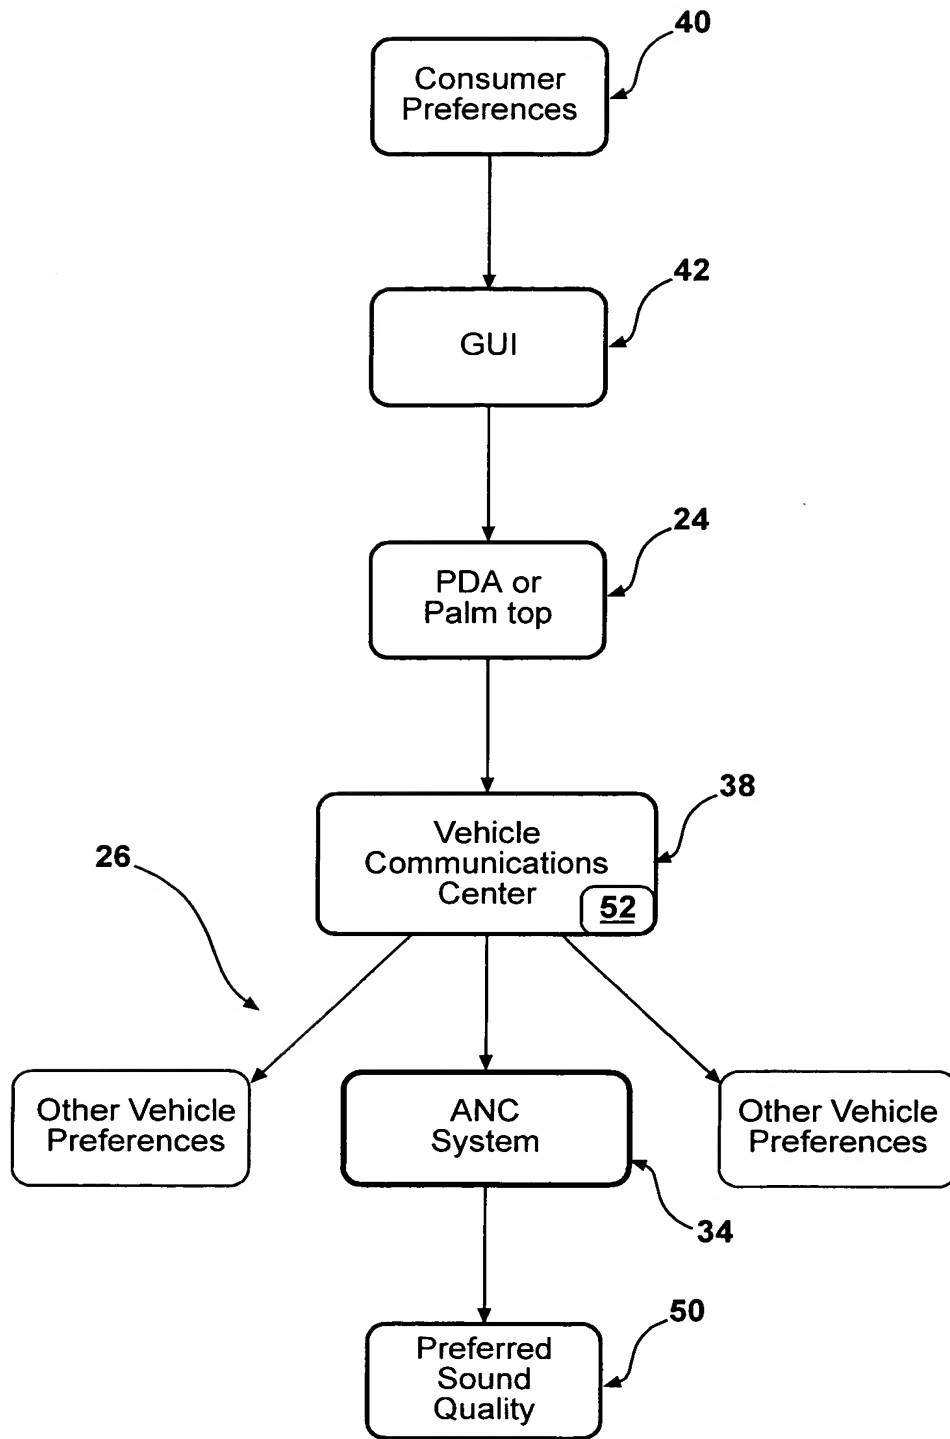 40
Consumer
Preferences
42
GUI
24
PDA or
Palm top
38
Vehicle
Communications
Center
52
26
Other Vehicle
Preferences
ANC
System
Other Vehicle
Preferences
34
50
Preferred
Sound
Quality